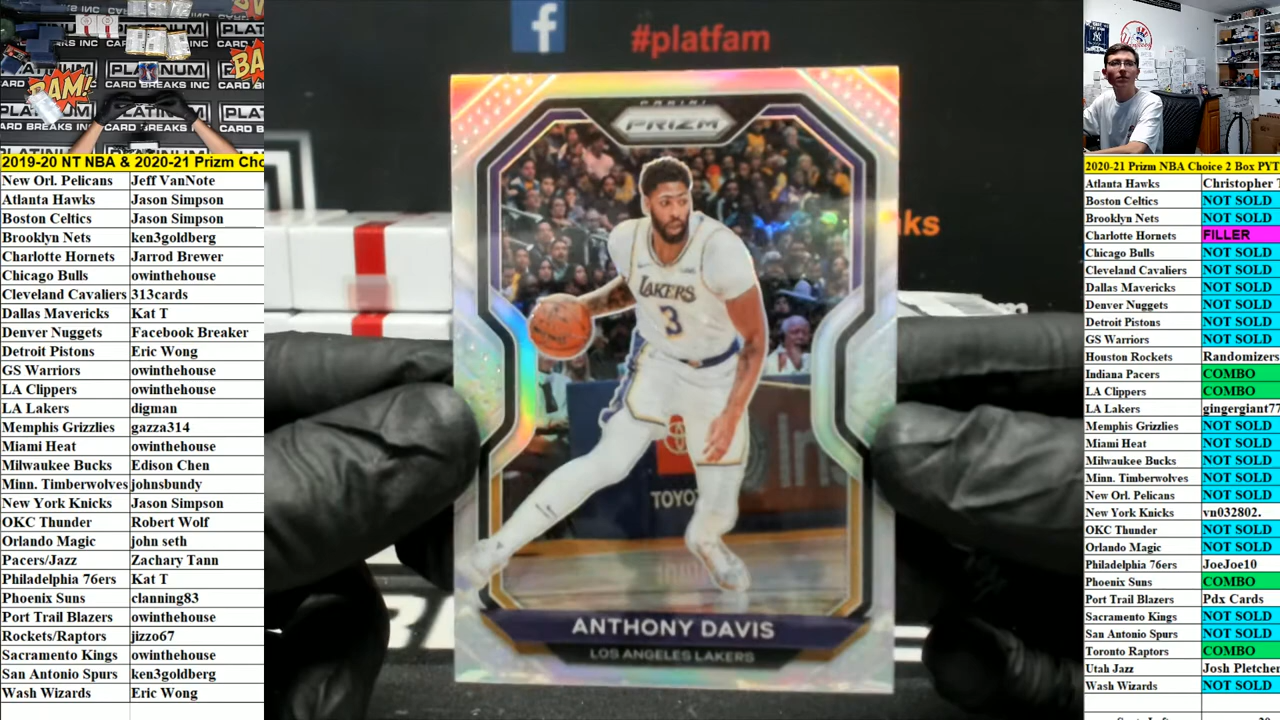 #platfam
PLATINUM
CARD BREAKS INC
BAM!
PANINI
PRIZM
LAKERS
3
TOYO
ANTHONY DAVIS
LOS ANGELES LAKERS
2019-20 NT NBA & 2020-21 Prizm Cho
New Orl. Pelicans Jeff VanNote
Atlanta Hawks Jason Simpson
Boston Celtics Jason Simpson
Brooklyn Nets ken3goldberg
Charlotte Hornets Jarrod Brewer
Chicago Bulls owinthehouse
Cleveland Cavaliers 313cards
Dallas Mavericks Kat T
Denver Nuggets Facebook Breaker
Detroit Pistons Eric Wong
GS Warriors owinthehouse
LA Clippers owinthehouse
LA Lakers digman
Memphis Grizzlies gazza314
Miami Heat owinthehouse
Milwaukee Bucks Edison Chen
Minn. Timberwolves johnsbundy
New York Knicks Jason Simpson
OKC Thunder Robert Wolf
Orlando Magic john seth
Pacers/Jazz Zachary Tann
Philadelphia 76ers Kat T
Phoenix Suns clanning83
Port Trail Blazers owinthehouse
Rockets/Raptors jizzo67
Sacramento Kings owinthehouse
San Antonio Spurs ken3goldberg
Wash Wizards Eric Wong
2020-21 Prizm NBA Choice 2 Box PYT
Atlanta Hawks Christopher T
Boston Celtics NOT SOLD
Brooklyn Nets NOT SOLD
Charlotte Hornets FILLER
Chicago Bulls NOT SOLD
Cleveland Cavaliers NOT SOLD
Dallas Mavericks NOT SOLD
Denver Nuggets NOT SOLD
Detroit Pistons NOT SOLD
GS Warriors NOT SOLD
Houston Rockets Randomizers
Indiana Pacers COMBO
LA Clippers COMBO
LA Lakers gingergiant77
Memphis Grizzlies NOT SOLD
Miami Heat NOT SOLD
Milwaukee Bucks NOT SOLD
Minn. Timberwolves NOT SOLD
New Orl. Pelicans NOT SOLD
New York Knicks vn032802.
OKC Thunder NOT SOLD
Orlando Magic NOT SOLD
Philadelphia 76ers JoeJoe10
Phoenix Suns COMBO
Port Trail Blazers Pdx Cards
Sacramento Kings NOT SOLD
San Antonio Spurs NOT SOLD
Toronto Raptors COMBO
Utah Jazz Josh Pletcher
Wash Wizards NOT SOLD